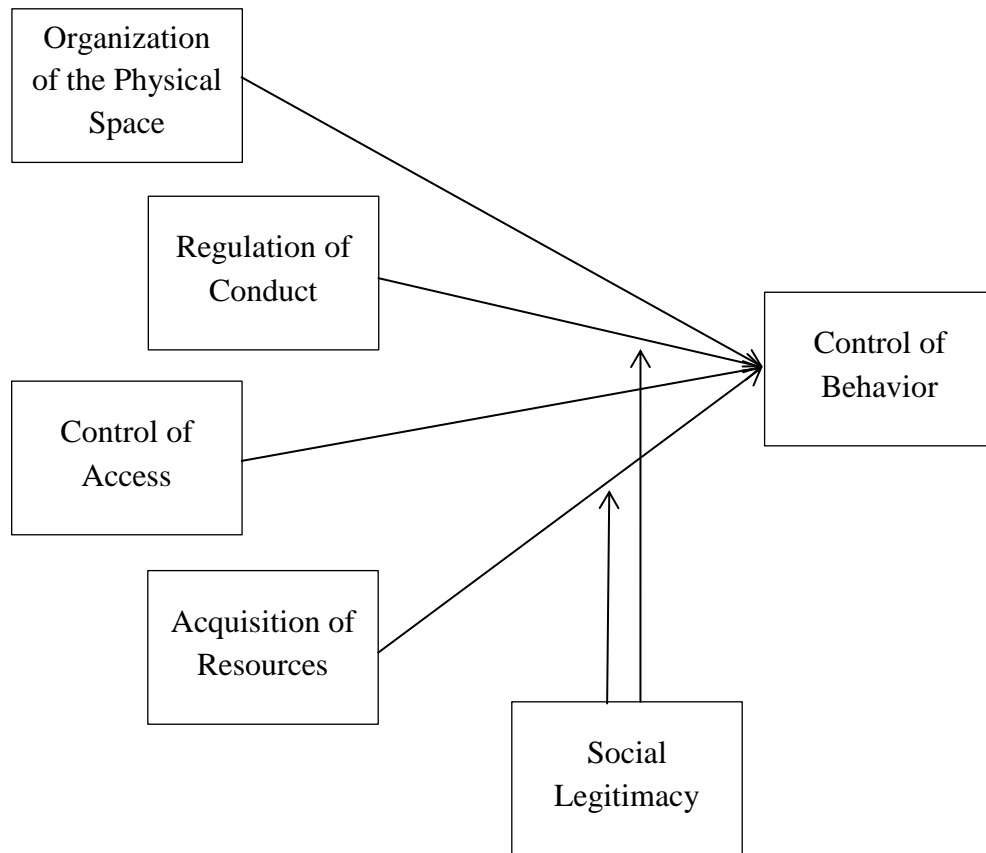 Organization
of the Physical
Space
Regulation of
Conduct
Control of
Behavior
Control of
Access
Acquisition of
Resources
Social
Legitimacy